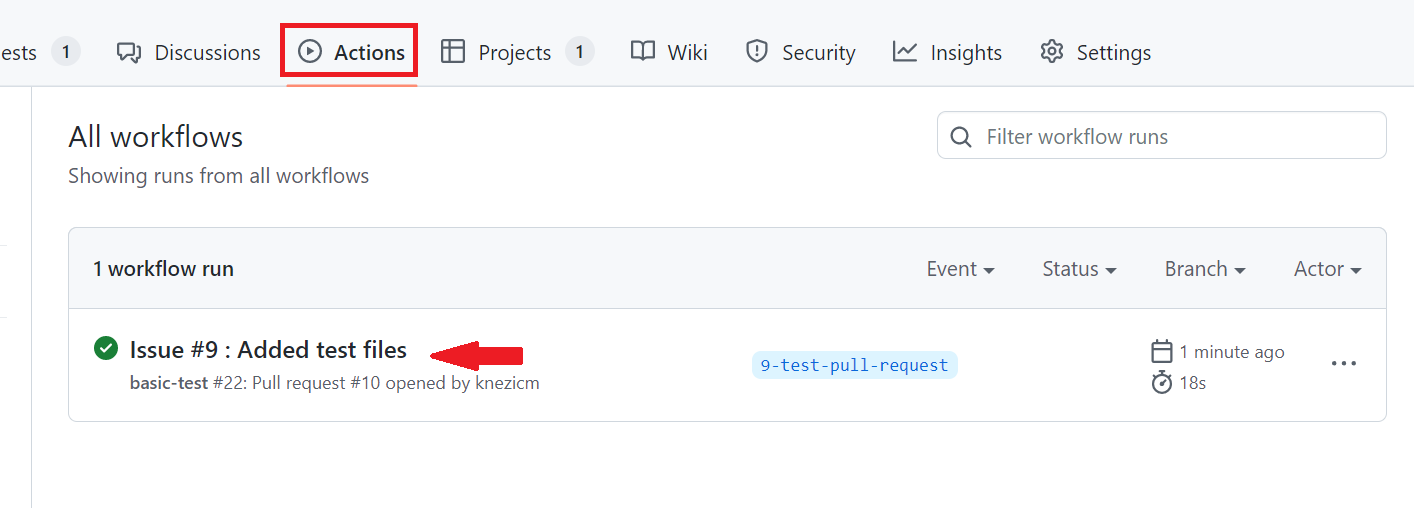 ests 1 Discussions Actions Projects 1 Wiki Security Insights Settings
All workflows
Filter workflow runs
Showing runs from all workflows
1 workflow run Event Status Branch Actor
Issue #9 : Added test files
9-test-pull-request
1 minute ago
basic-test #22: Pull request #10 opened by knezicm
18s